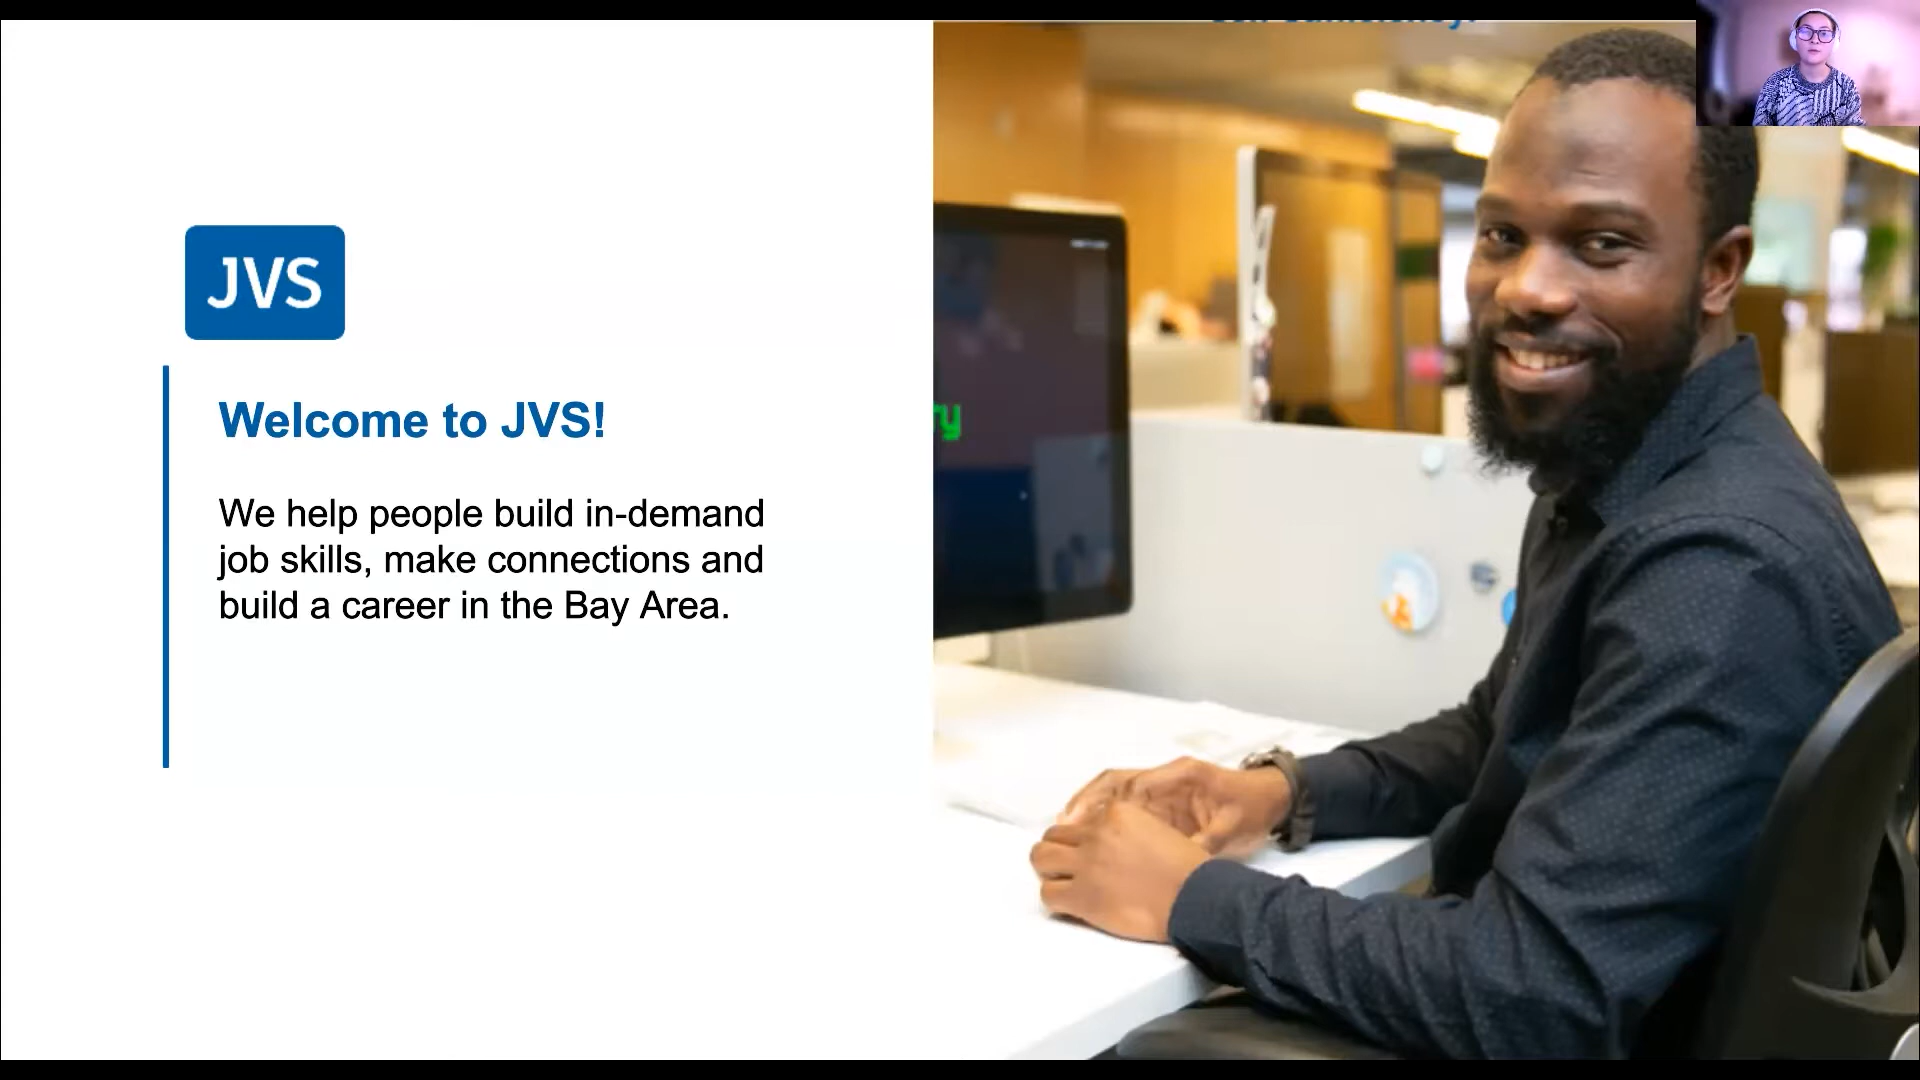 JVS
Welcome to JVS!
We help people build in-demand
job skills, make connections and
build a career in the Bay Area.
ry